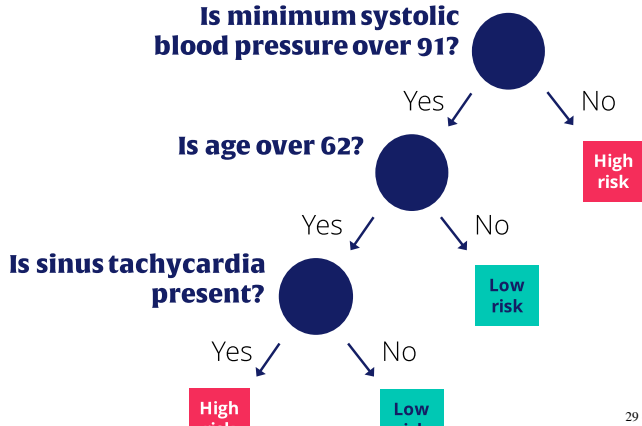 Is minimum systolic
blood pressure over 91?
Yes
No
Is age over 62?
High
risk
Yes
No
Is sinus tachycardia
present?
Low
risk
Yes
No
High
Low
29